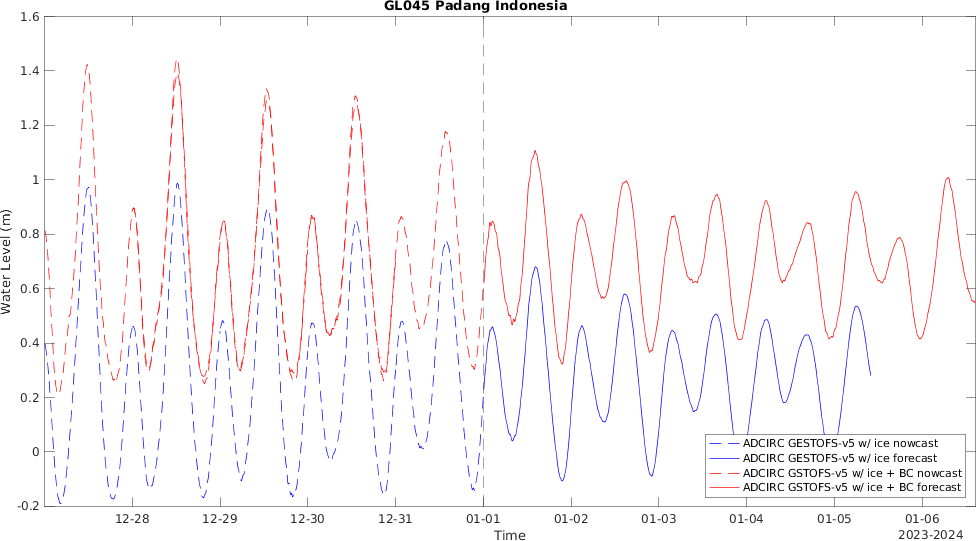 GL045 Padang Indonesia
1.6
1.4
1.2
1
0.8
0.6
0.4
0.2
0
-0.2
Water Level (m)
12-28 12-29 12-30 12-31 01-01 01-02 01-03 01-04 01-05 01-06
Time
2023-2024
ADCIRC GESTOFS-v5 w/ ice nowcast
ADCIRC GESTOFS-v5 w/ ice forecast
ADCIRC GSTOFS-v5 w/ ice + BC nowcast
ADCIRC GSTOFS-v5 w/ ice + BC forecast